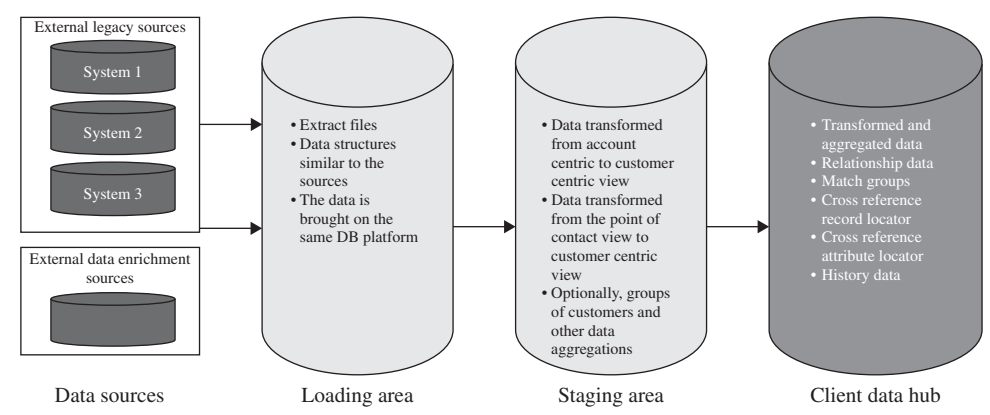 External legacy sources
System 1
System 2
System 3
External data enrichment
sources
Data sources
• Extract files
• Data structures
similar to the
sources
• The data is
brought on the
same DB platform
Loading area
• Data transformed
from account
centric to customer
centric view
• Data transformed
from the point of
contact view to
customer centric
view
• Optionally, groups
of customers and
other data
aggregations
Staging area
• Transformed and
aggregated data
• Relationship data
• Match groups
• Cross reference
record locator
• Cross reference
attribute locator
• History data
Client data hub